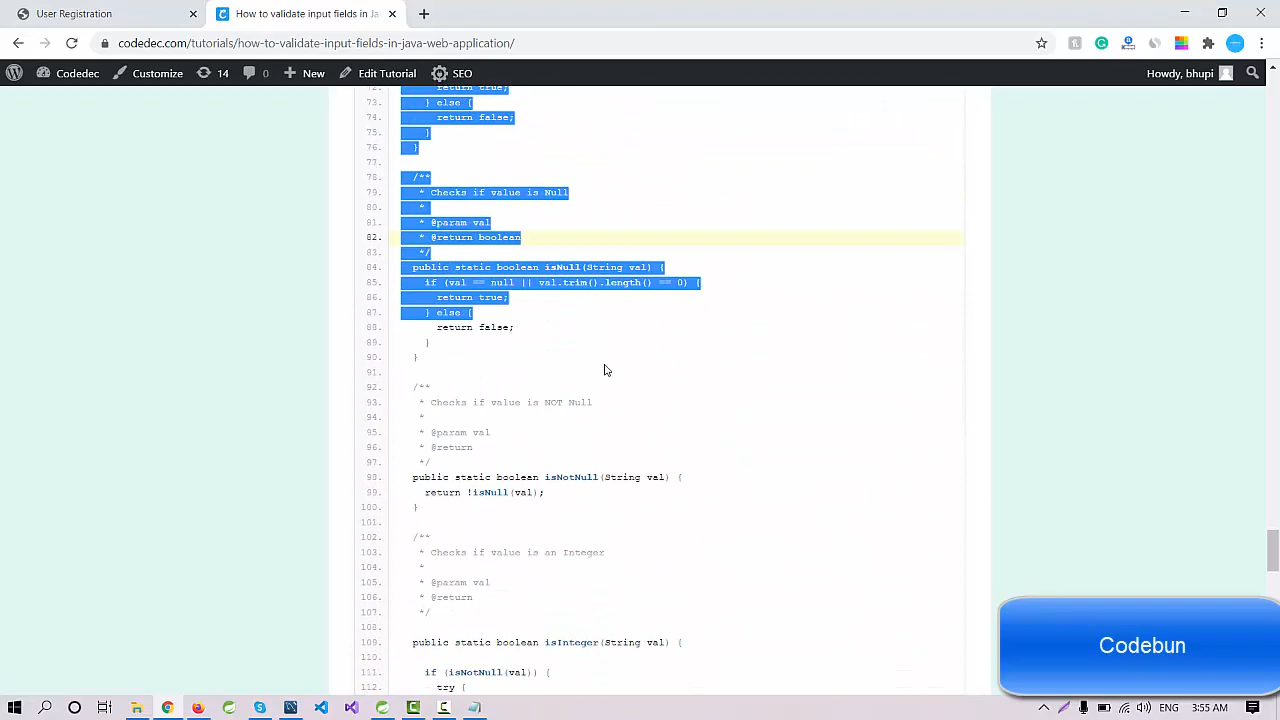 User Registration
How to validate input fields in Ja
codedec.com/tutorials/how-to-validate-input-fields-in-java-web-application/
Codedec Customize 14 0 New Edit Tutorial SEO Howdy, bhupi
72. return true;
73. } else {
74. return false;
75. }
76. }
77.
78. /**
79. * Checks if value is Null
80. *
81. * @param val
82. * @return boolean
83. */
84. public static boolean isNull(String val) {
85. if (val == null || val.trim().length() == 0) {
86. return true;
87. } else {
88. return false;
89. }
90. }
91.
92. /**
93. * Checks if value is NOT Null
94. *
95. * @param val
96. * @return
97. */
98. public static boolean isNotNull(String val) {
99. return !isNull(val);
100. }
101.
102. /**
103. * Checks if value is an Integer
104. *
105. * @param val
106. * @return
107. */
108.
109. public static boolean isInteger(String val) {
110.
111. if (isNotNull(val)) {
112. try {
Codebun
ENG 3:55 AM